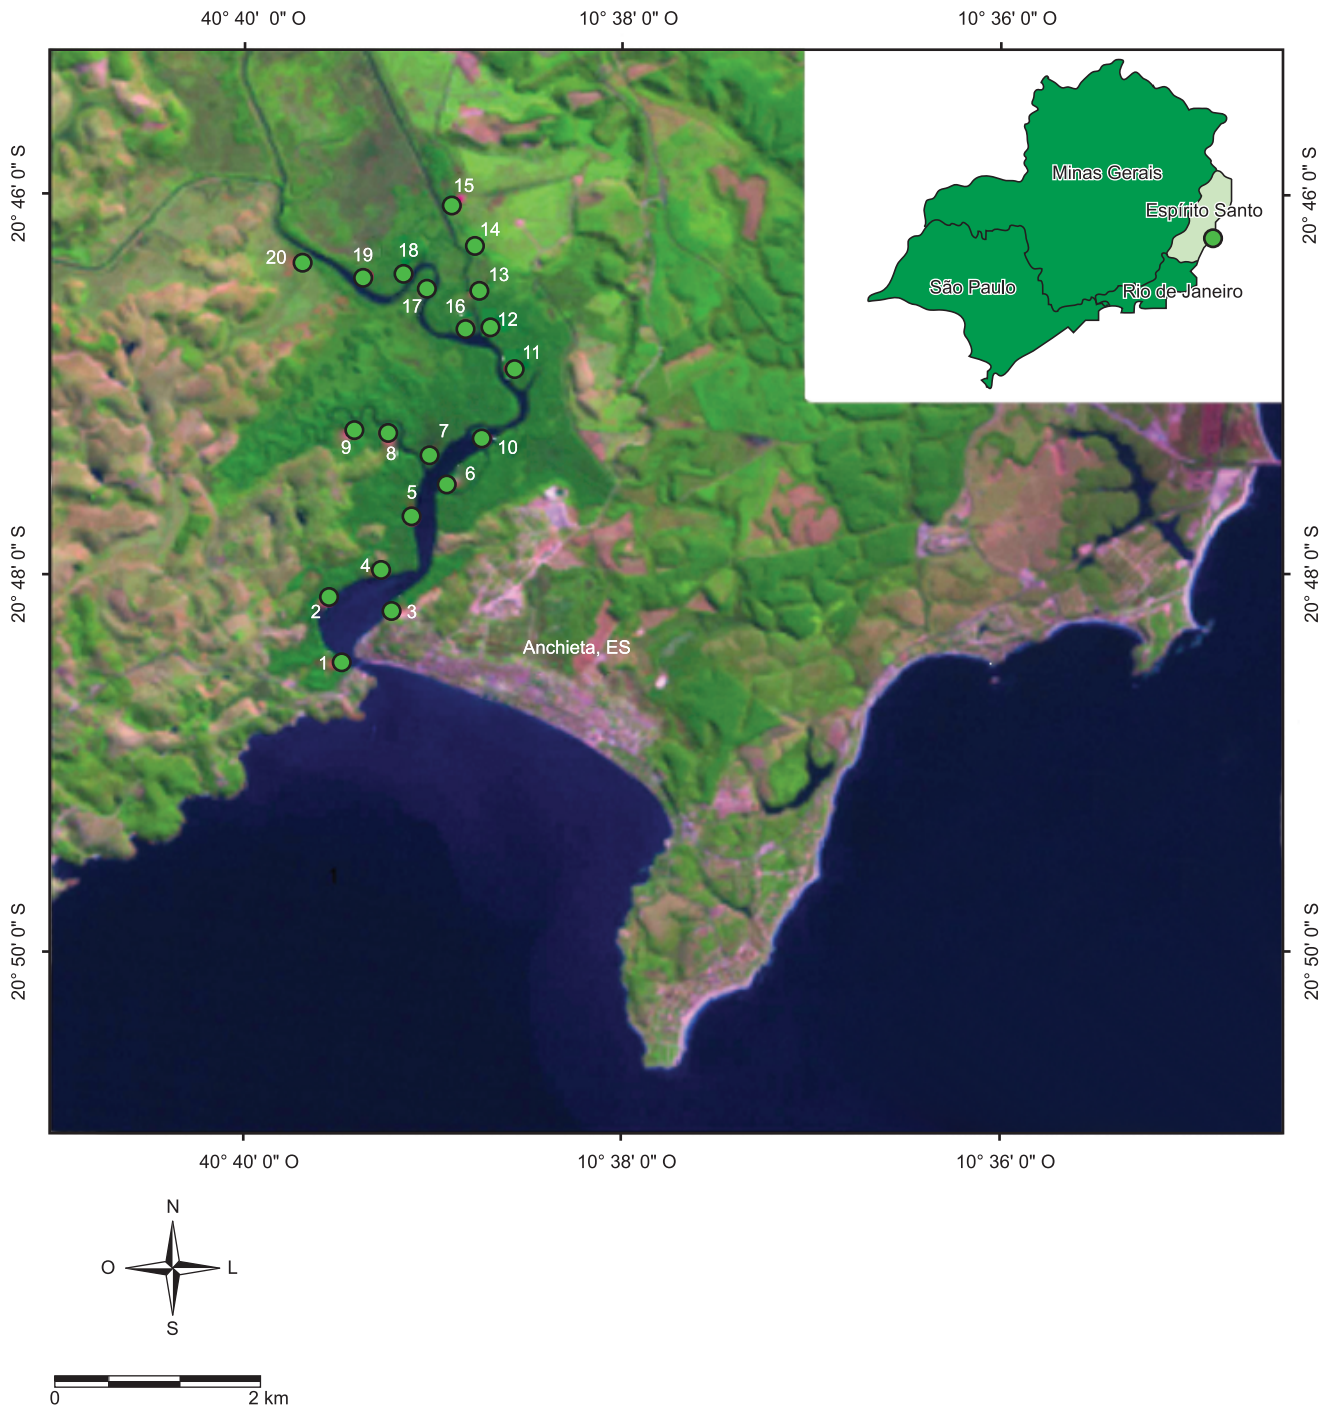 40° 40'  0" O
10° 38' 0" O
10° 36' 0" O
20° 46' 0" S
20° 46' 0" S
Minas Gerais
Espírito Santo
São Paulo
Rio de Janeiro
15
14
20
19
18
13
17
16
12
11
9
8
7
10
6
5
20° 48' 0" S
20° 48' 0" S
4
2
3
1
Anchieta, ES
1
20° 50' 0" S
20° 50' 0" S
40° 40' 0" O
10° 38' 0" O
10° 36' 0" O
N
O
L
S
0
2 km